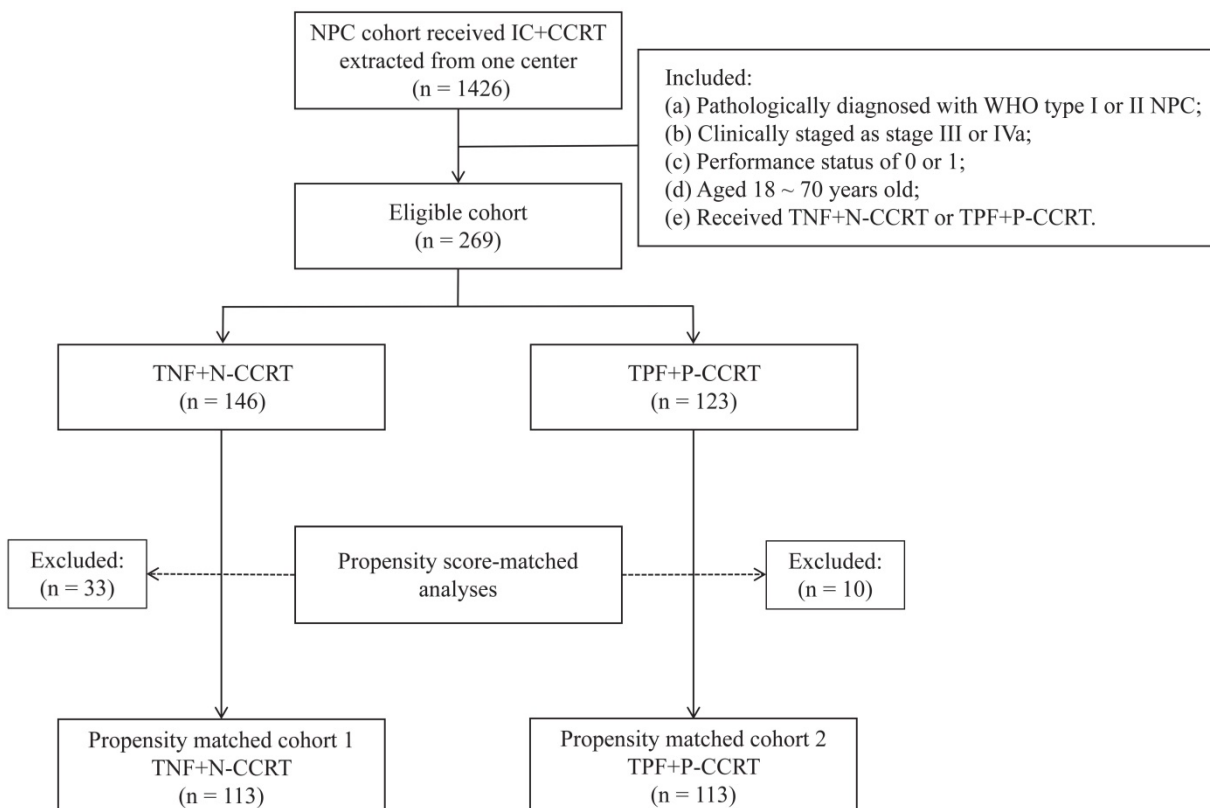 NPC cohort received IC+CCRT
extracted from one center
(n = 1426)
Included:
(a) Pathologically diagnosed with WHO type I or II NPC;
(b) Clinically staged as stage III or IVa;
(c) Performance status of 0 or 1;
(d) Aged 18 ~ 70 years old;
(e) Received TNF+N-CCRT or TPF+P-CCRT.
Eligible cohort
(n = 269)
TNF+N-CCRT
(n = 146)
TPF+P-CCRT
(n = 123)
Excluded:
(n = 33)
Propensity score-matched
analyses
Excluded:
(n = 10)
Propensity matched cohort 1
TNF+N-CCRT
(n = 113)
Propensity matched cohort 2
TPF+P-CCRT
(n = 113)